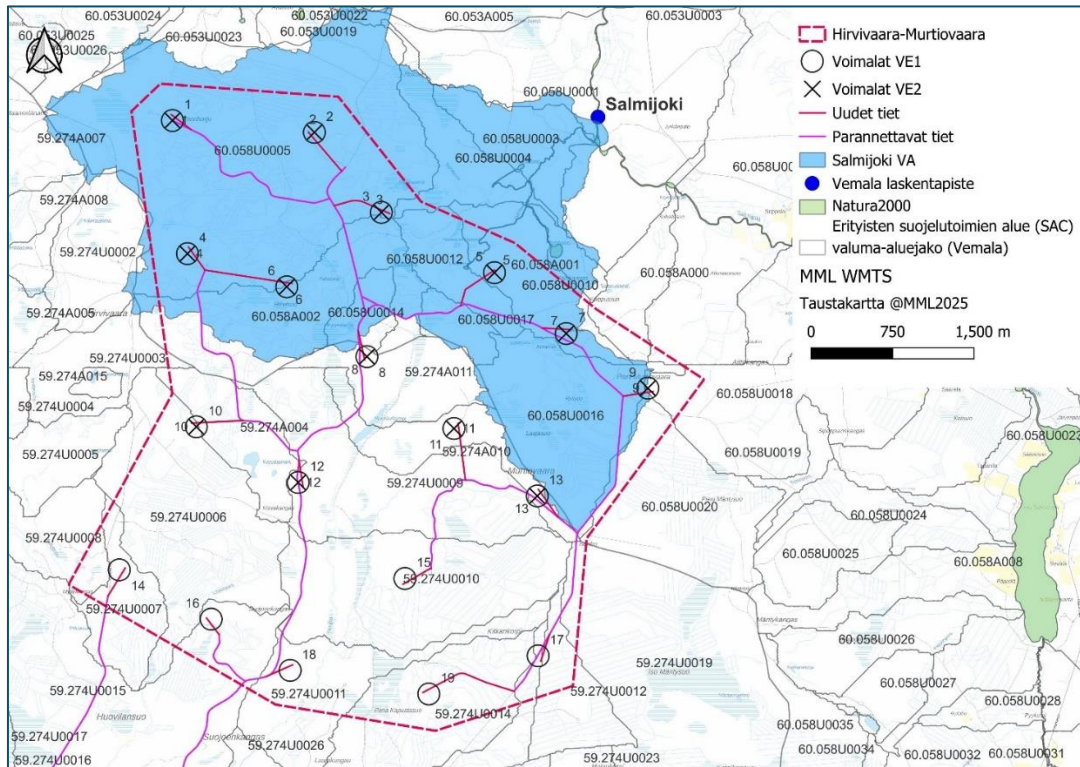 60.053U0024
60.053U0022
60.053A005
60.053U0003
60.053U0025
60.053U0023
60.053U0019
60.053U0026
60.058U0001
Salmijoki
59.274A007
1
1
2
2
60.058U0003
60.058U0005
60.058U0004
59.274A008
3
3
59.274U0002
4
4
60.058U0012
5
5
60.058A001
60.058A000
6
6
60.058U0010
59.274A005
60.058A002
60.058U0014
60.058U0017
7
7
59.274U0003
8
8
59.274A011
59.274A015
9
9
60.058U0018
59.274U0004
60.058U0016
10
10
59.274A004
11
11
59.274A010
60.058U0019
59.274U0005
12
12
Murtiovaara
59.274U0009
13
13
60.058U0020
60.058U0022
59.274U0006
60.058U0024
59.274U0008
60.058U0025
60.058A008
14
15
59.274U0010
59.274U0007
16
17
60.058U0026
18
59.274U0019
59.274U0015
59.274U0011
19
59.274U0012
60.058U0027
Huovilansuo
59.274U0014
60.058U0028
59.274U0017
Suojoenkangas
59.274U0026
60.058U0035
59.274U0016
59.274U0023
60.058U0034
60.058U0032
60.058U0031
Hirvivaara-Murtiovaara
Voimalat VE1
Voimalat VE2
Uudet tiet
Parannettavat tiet
Salmijoki VA
Vemala laskentapiste
Natura2000
Erityisten suojelutoimien alue (SAC)
valuma-aluejako (Vemala)
MML WMTS
Taustakartta @MML2025
0 750 1,500 m